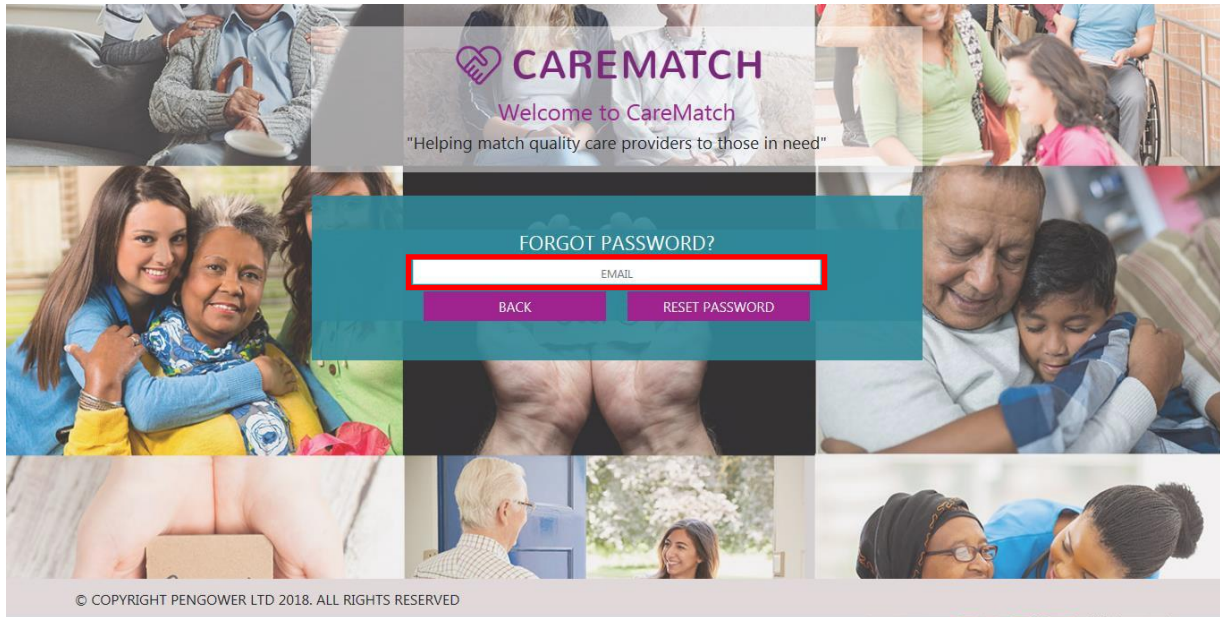 CAREMATCH
Welcome to CareMatch
"Helping match quality care providers to those in need"
FORGOT PASSWORD?
EMAIL
BACK
RESET PASSWORD
© COPYRIGHT PENGOWER LTD 2018. ALL RIGHTS RESERVED